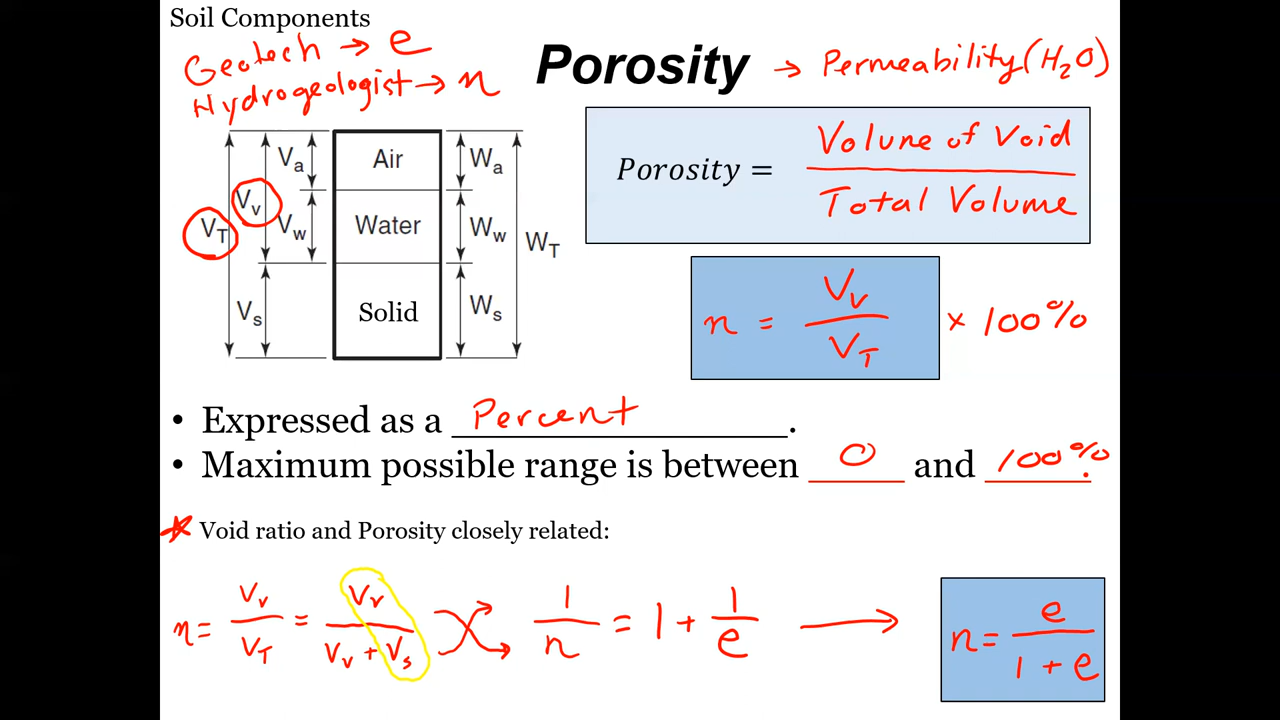 Soil Components
Geotech → e
Hydrogeologist → n
Porosity → Permeability (H₂O)
Porosity = Volume of Void / Total Volume
Va Air Wa
Vv
VT Vw Water Ww WT
Vs Solid Ws
n = Vv / VT × 100%
• Expressed as a Percent.
• Maximum possible range is between 0 and 100%.
★ Void ratio and Porosity closely related:
n = Vv / VT = Vv / Vv + Vs 1 / n = 1 + 1 / e → n = e / 1 + e